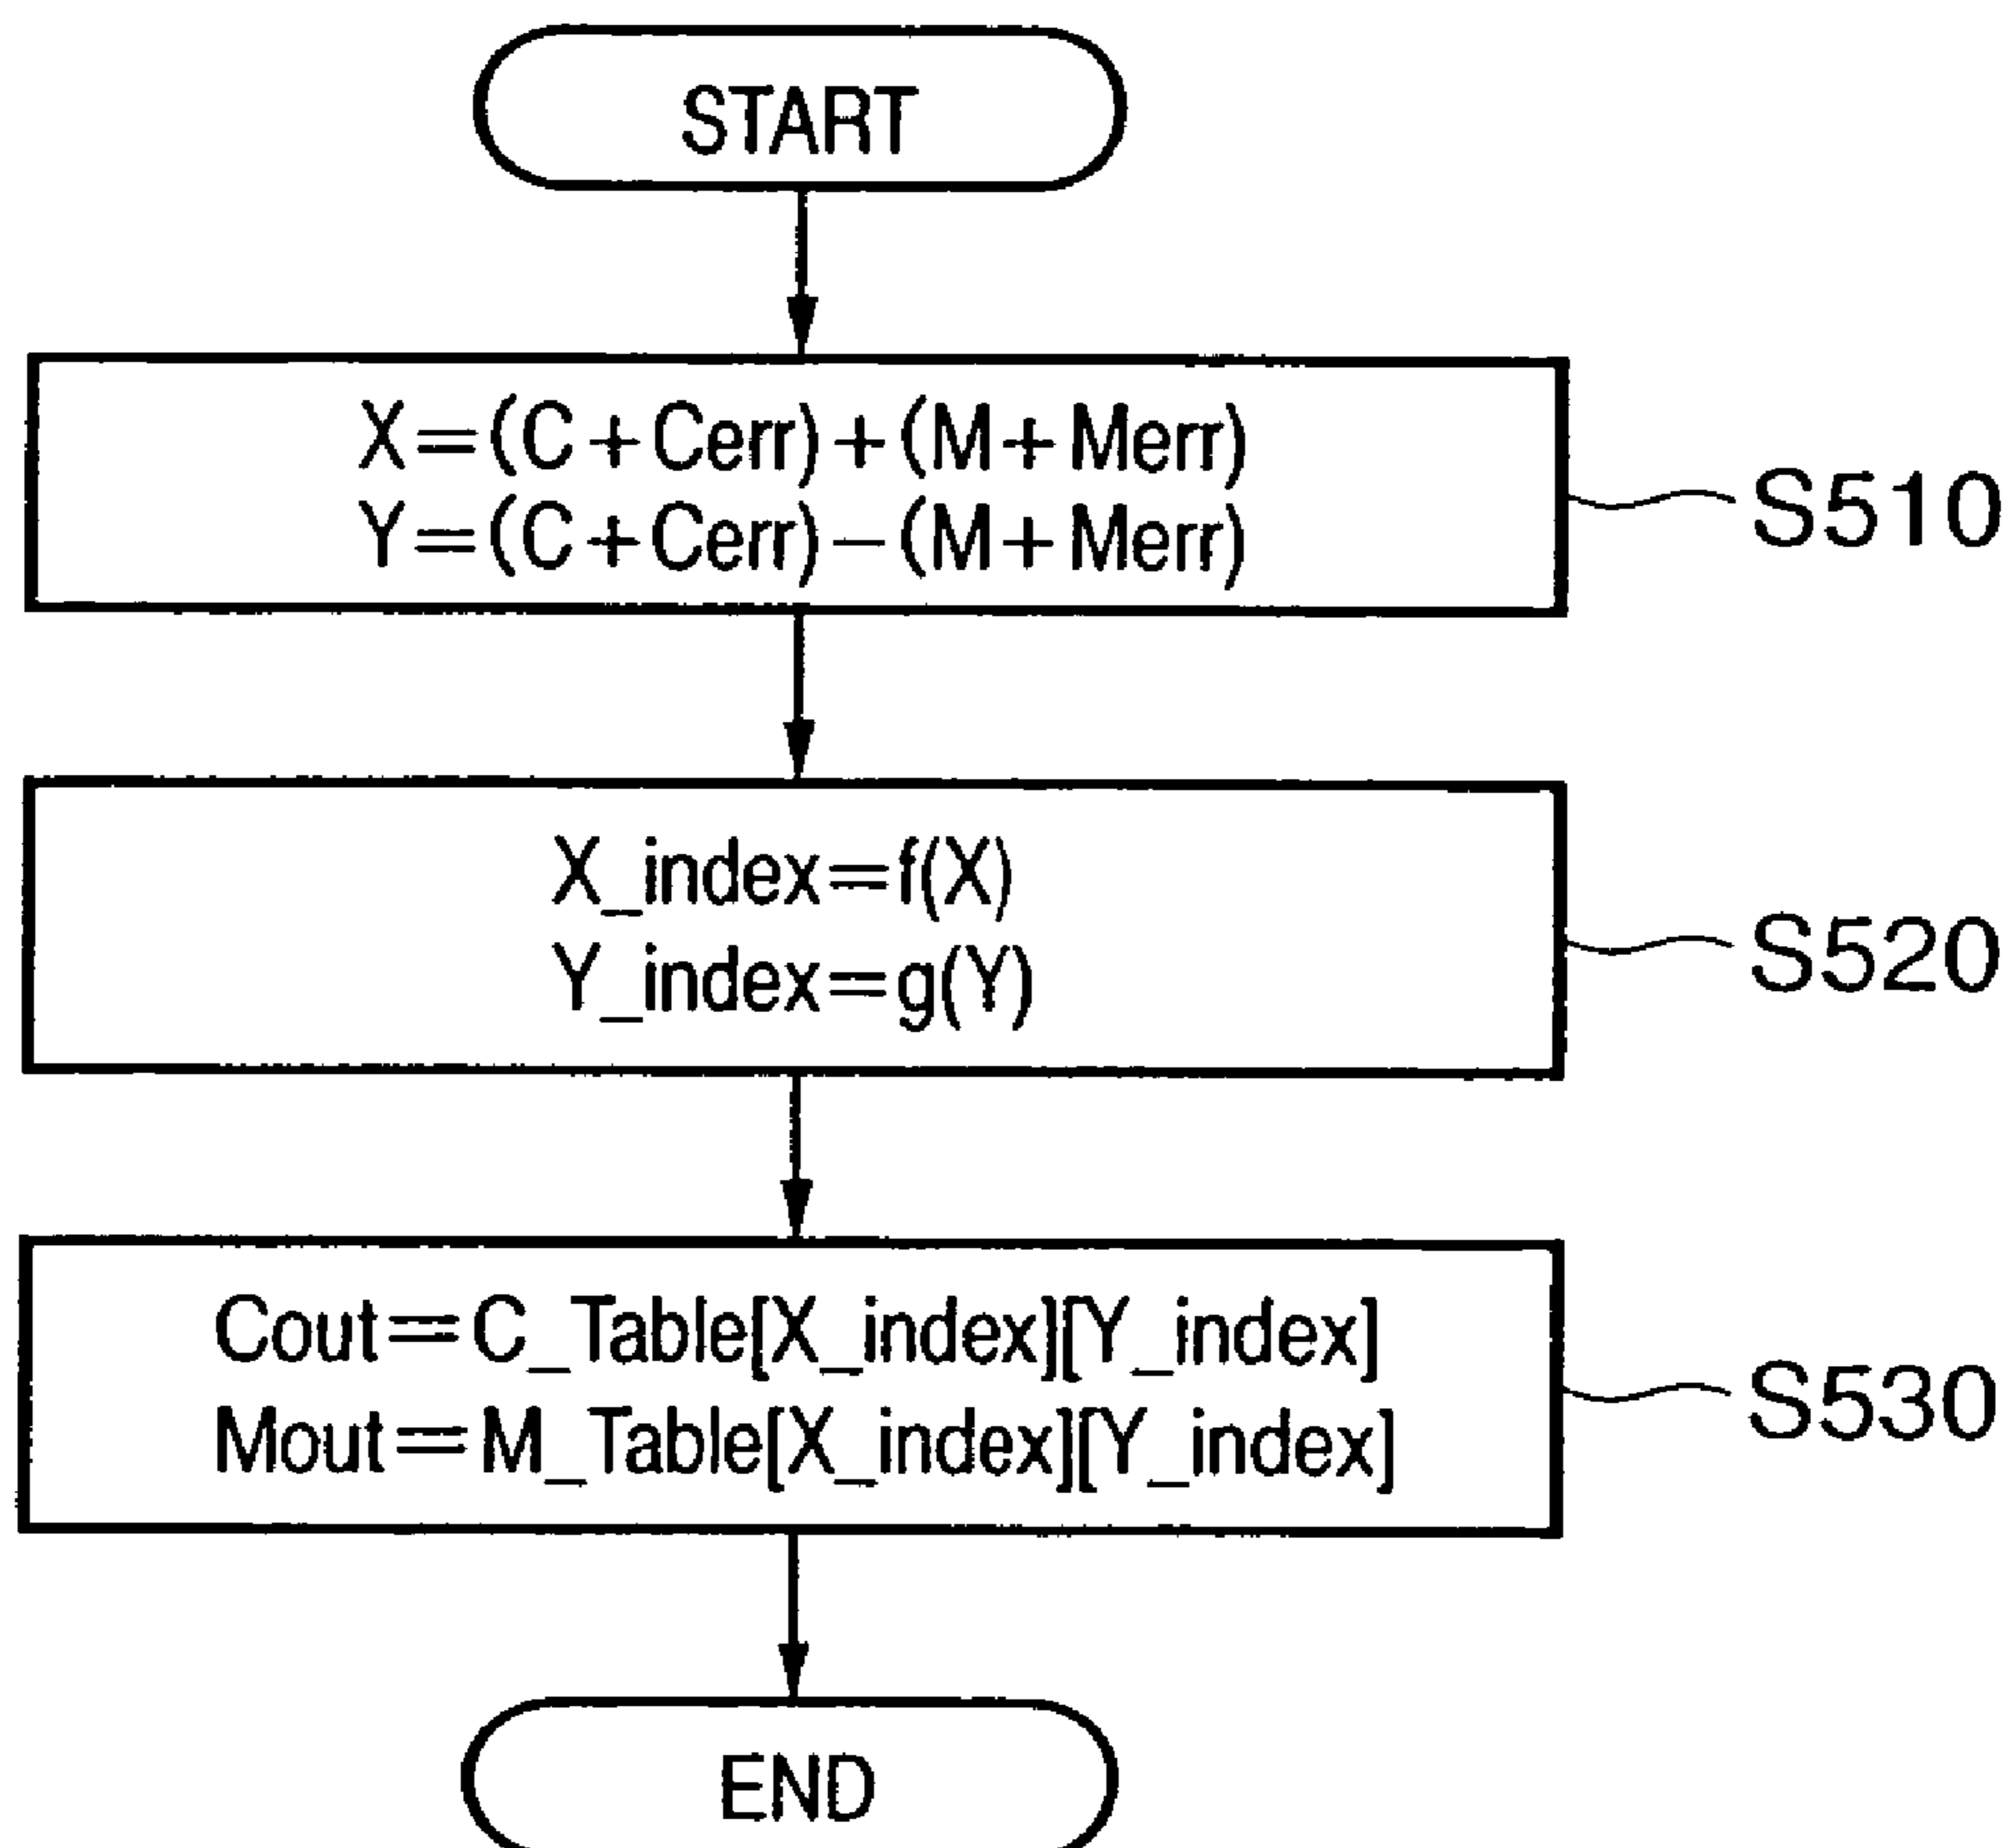 START
X=(C+Cerr)+(M+Merr)
Y=(C+Cerr)−(M+Merr)
S510
X_index=f(X)
Y_index=g(Y)
S520
Cout=C_Table[X_index][Y_index]
Mout=M_Table[X_index][Y_index]
S530
END